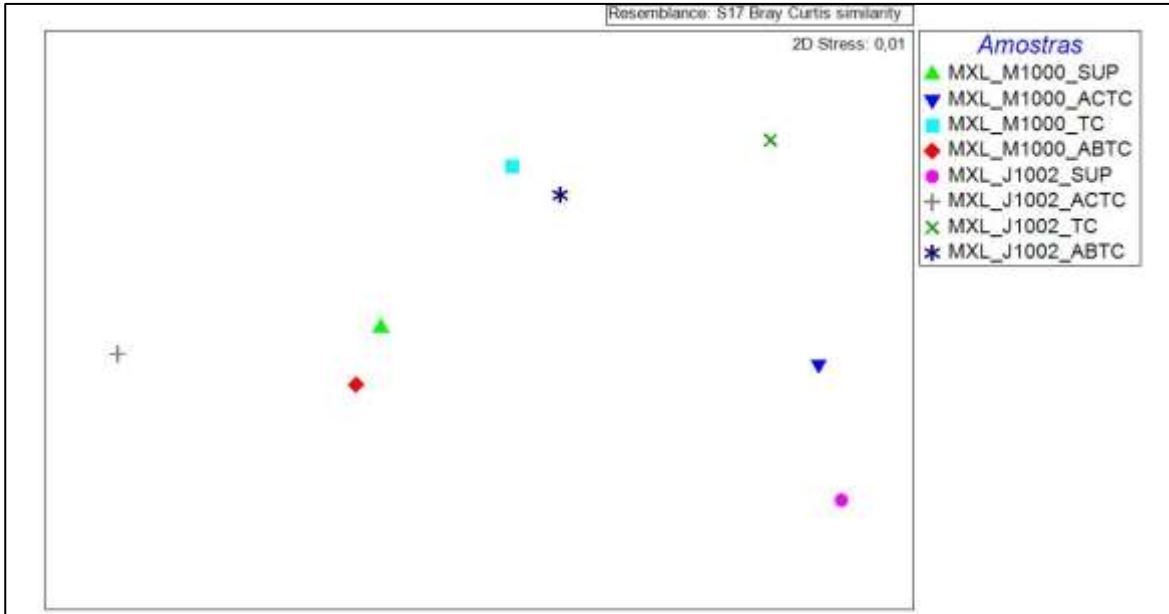 Resemblance: S17 Bray Curtis similarity
2D Stress: 0,01
Amostras
MXL_M1000_SUP
MXL_M1000_ACTC
MXL_M1000_TC
MXL_M1000_ABTC
MXL_J1002_SUP
MXL_J1002_ACTC
MXL_J1002_TC
MXL_J1002_ABTC